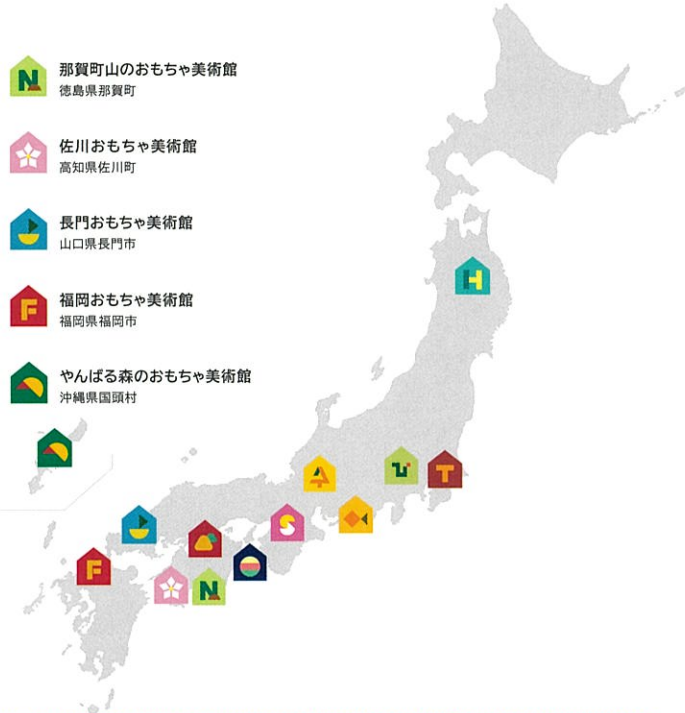 那賀町山のおもちゃ美術館
徳島県那賀町
佐川おもちゃ美術館
高知県佐川町
長門おもちゃ美術館
山口県長門市
福岡おもちゃ美術館
福岡県福岡市
やんばる森のおもちゃ美術館
沖縄県国頭村
N
F
H
T
S
F
N